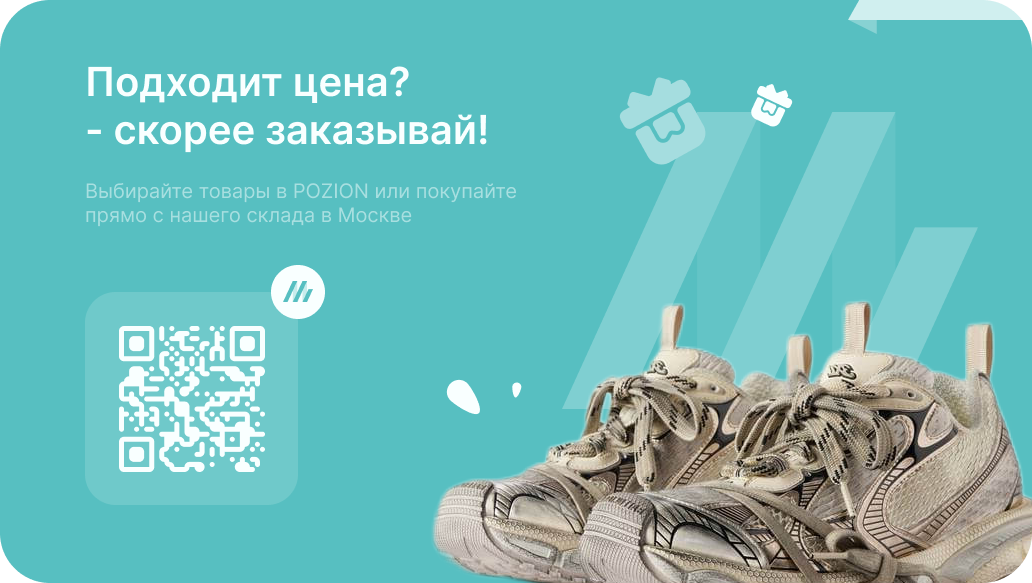 Подходит цена?
- скорее заказывай!
Выбирайте товары в POZION или покупайте
прямо с нашего склада в Москве